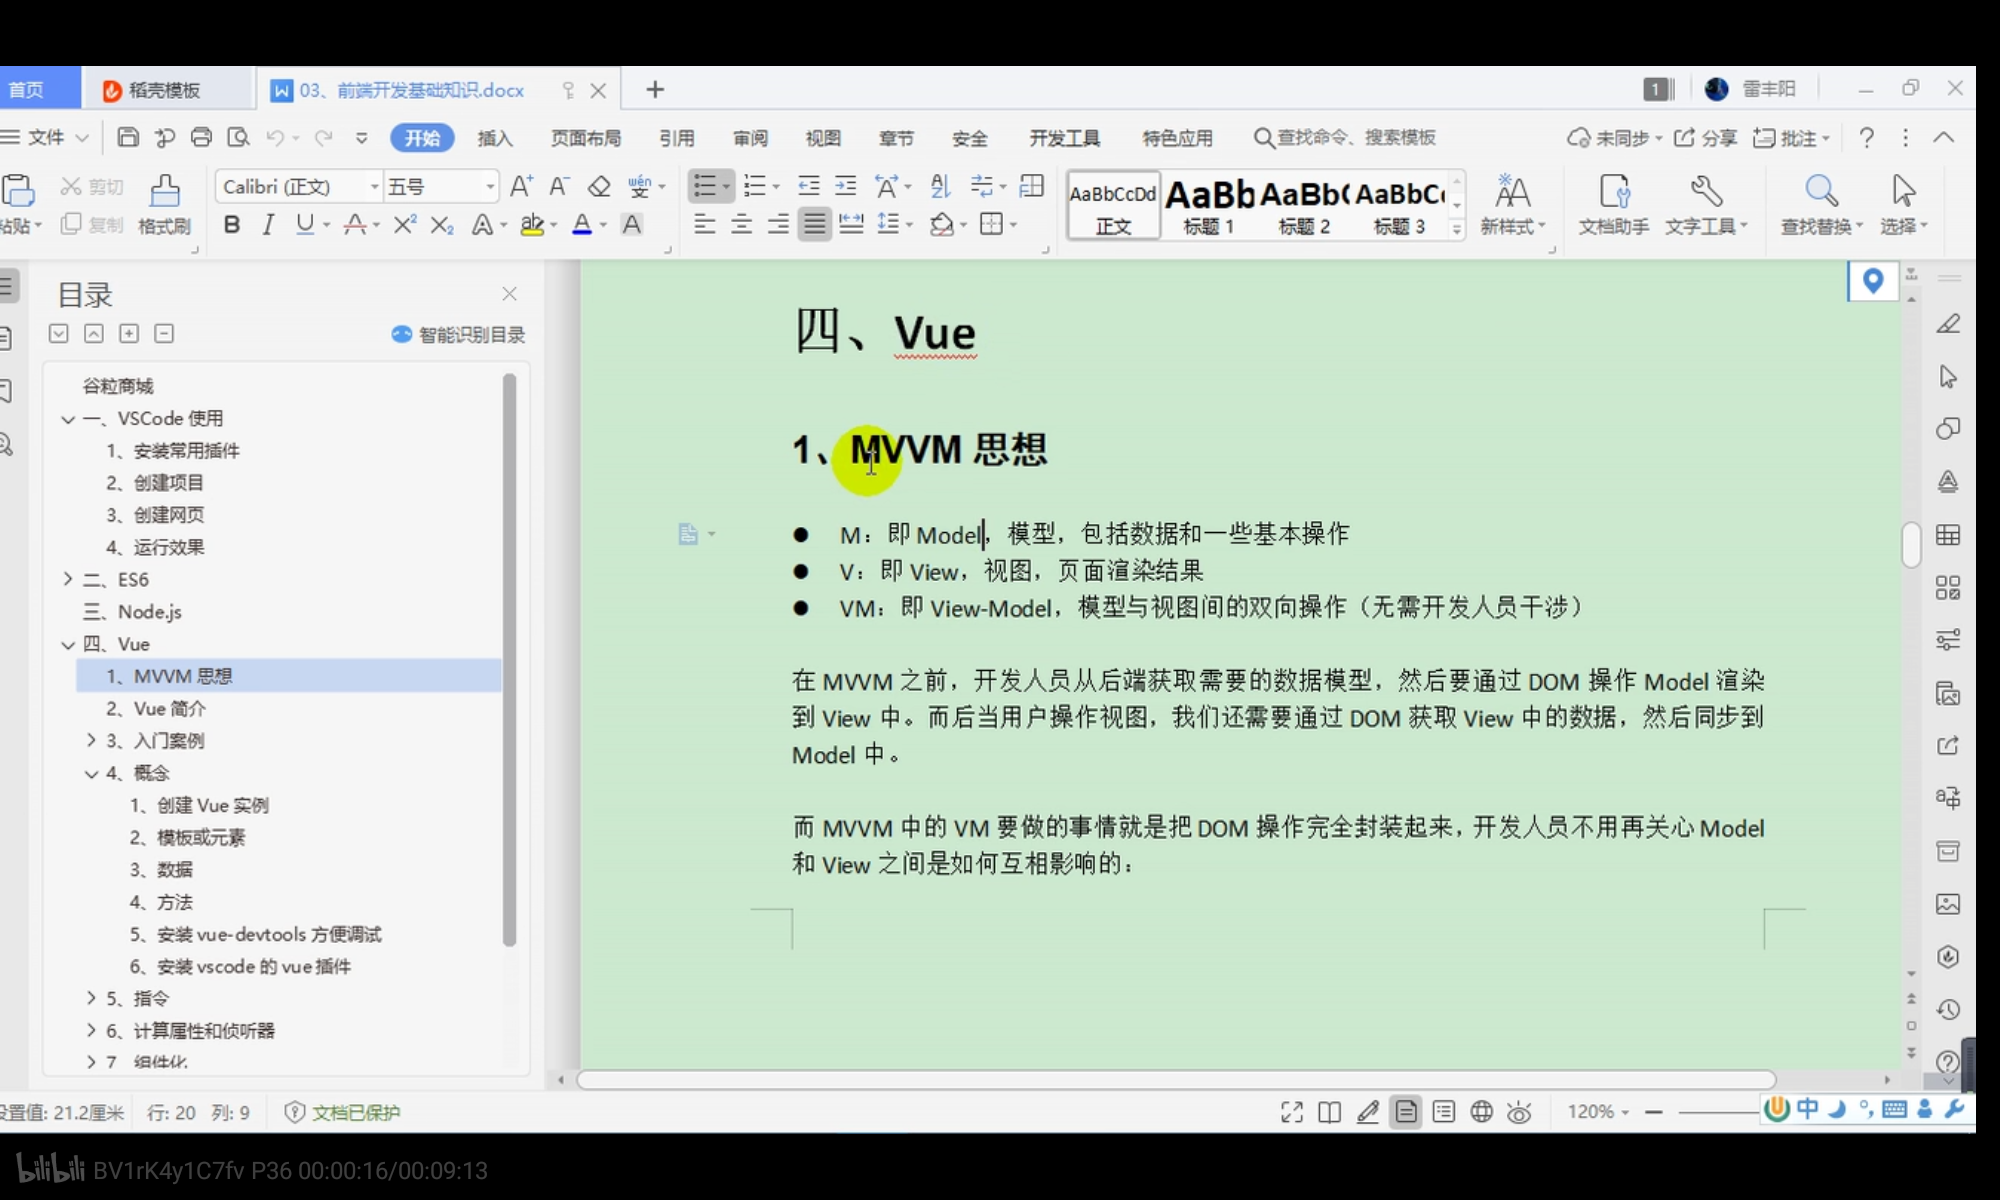 首页
稻壳模板
03、前端开发基础知识.docx
1
雷丰阳
文件
开始
插入
页面布局
引用
审阅
视图
章节
安全
开发工具
特色应用
查找命令、搜索模板
未同步
分享
批注
剪切
复制
格式刷
Calibri (正文)
五号
AaBbCcDd
正文
标题 1
标题 2
标题 3
新样式
文档助手
文字工具
查找替换
选择
目录
智能识别目录
谷粒商城
一、VSCode 使用
1、安装常用插件
2、创建项目
3、创建网页
4、运行效果
二、ES6
三、Node.js
四、Vue
1、MVVM 思想
2、Vue 简介
3、入门案例
4、概念
1、创建 Vue 实例
2、模板或元素
3、数据
4、方法
5、安装 vue-devtools 方便调试
6、安装 vscode 的 vue 插件
5、指令
6、计算属性和侦听器
7 组件化
四、Vue
1、MVVM 思想
● M：即 Model，模型，包括数据和一些基本操作
● V：即 View，视图，页面渲染结果
● VM：即 View-Model，模型与视图间的双向操作（无需开发人员干涉）
在 MVVM 之前，开发人员从后端获取需要的数据模型，然后要通过 DOM 操作 Model 渲染
到 View 中。而后当用户操作视图，我们还需要通过 DOM 获取 View 中的数据，然后同步到
Model 中。
而 MVVM 中的 VM 要做的事情就是把 DOM 操作完全封装起来，开发人员不用再关心 Model
和 View 之间是如何互相影响的：
设置值: 21.2厘米
行: 20
列: 9
文档已保护
120%
中
bilibili BV1rK4y1C7fv P36 00:00:16/00:09:13